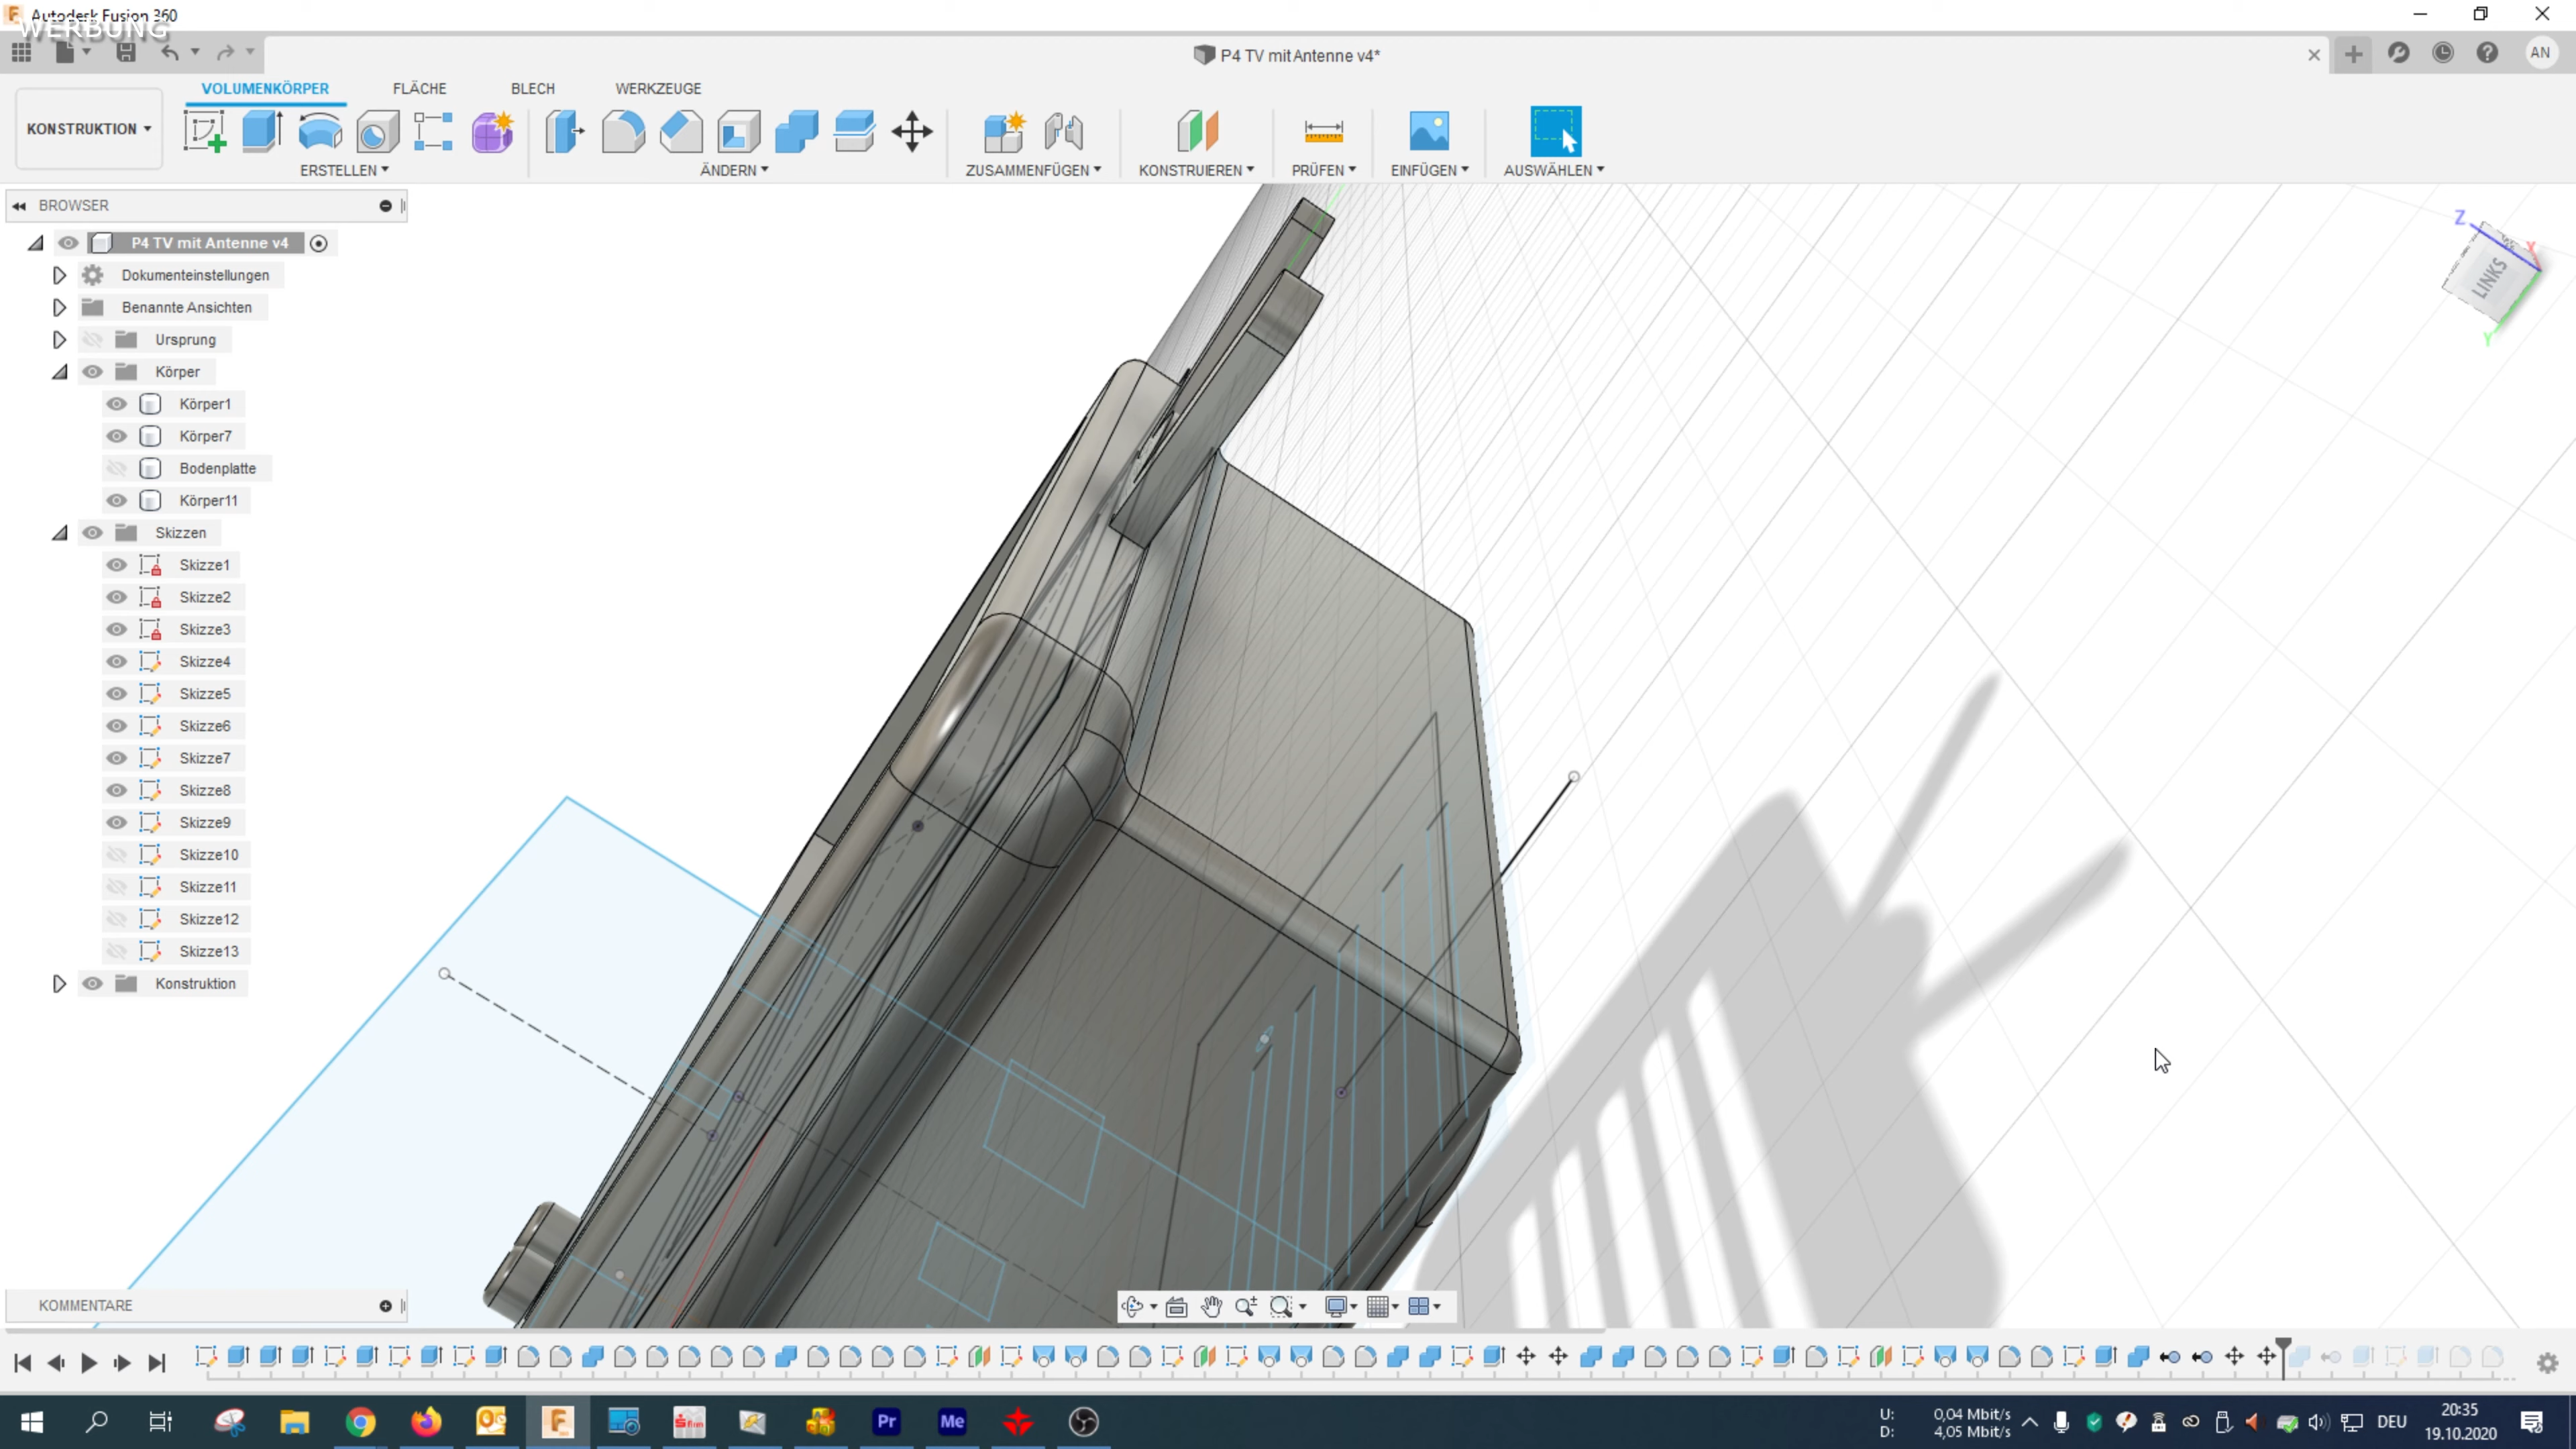 Autodesk Fusion 360
WERBUNG
P4 TV mit Antenne v4*
AN
VOLUMENKÖRPER
FLÄCHE
BLECH
WERKZEUGE
KONSTRUKTION
ERSTELLEN
ÄNDERN
ZUSAMMENFÜGEN
KONSTRUIEREN
PRÜFEN
EINFÜGEN
AUSWÄHLEN
BROWSER
P4 TV mit Antenne v4
Dokumenteinstellungen
Benannte Ansichten
Ursprung
Körper
Körper1
Körper7
Bodenplatte
Körper11
Skizzen
Skizze1
Skizze2
Skizze3
Skizze4
Skizze5
Skizze6
Skizze7
Skizze8
Skizze9
Skizze10
Skizze11
Skizze12
Skizze13
Konstruktion
Z
X
LINKS
Y
KOMMENTARE
Pr
Me
U: 0,04 Mbit/s
D: 4,05 Mbit/s
DEU
20:35
19.10.2020